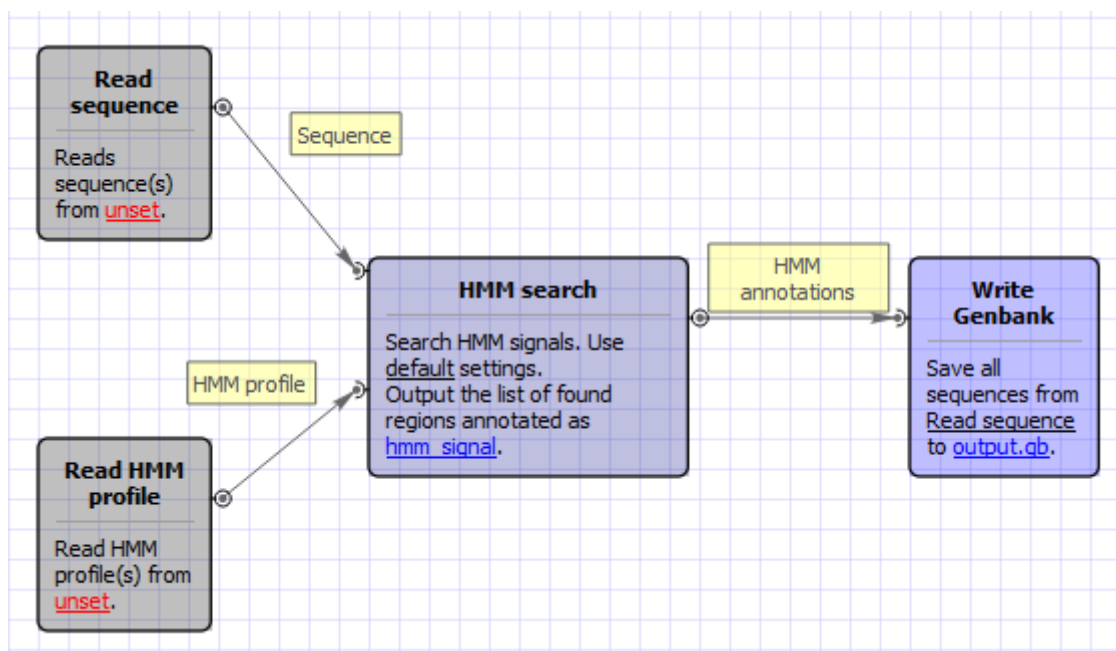 Read
sequence
Reads
sequence(s)
from unset.
Sequence
HMM search
Search HMM signals. Use
default settings.
Output the list of found
regions annotated as
hmm_signal.
HMM
annotations
Write
Genbank
Save all
sequences from
Read sequence
to output.gb.
HMM profile
Read HMM
profile
Read HMM
profile(s) from
unset.